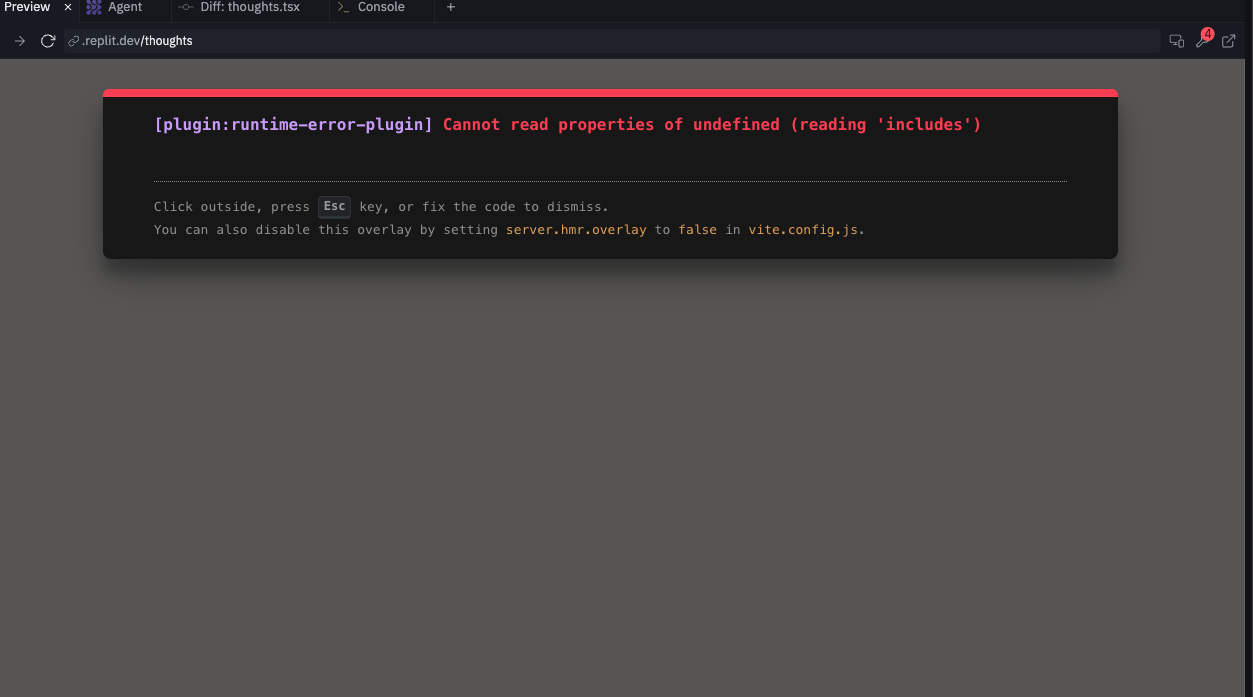 Preview × Agent Diff: thoughts.tsx >_ Console +
.replit.dev/thoughts 4
[plugin:runtime-error-plugin] Cannot read properties of undefined (reading 'includes')
Click outside, press Esc key, or fix the code to dismiss.
You can also disable this overlay by setting server.hmr.overlay to false in vite.config.js.